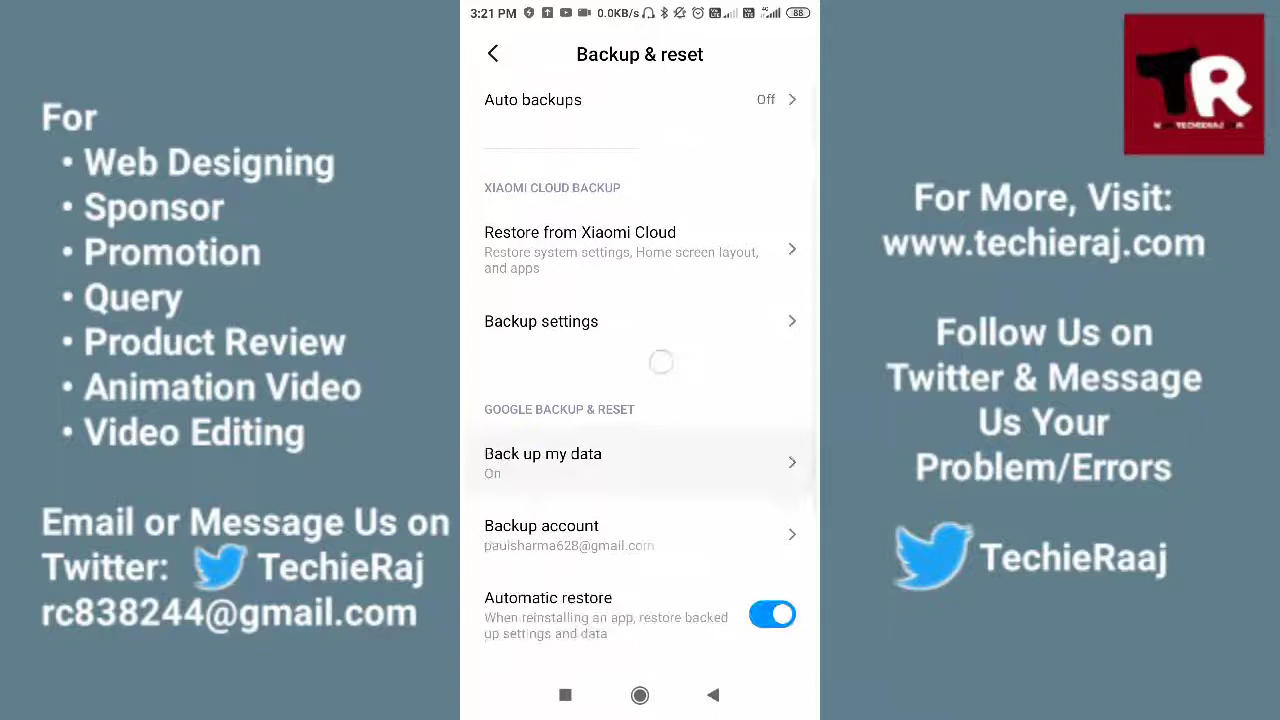 For
• Web Designing
• Sponsor
• Promotion
• Query
• Product Review
• Animation Video
• Video Editing
Email or Message Us on
Twitter: TechieRaj
rc838244@gmail.com
3:21 PM 0.0KB/s 4G 88
Backup & reset
Auto backups Off
XIAOMI CLOUD BACKUP
Restore from Xiaomi Cloud
Restore system settings, Home screen layout,
and apps
Backup settings
GOOGLE BACKUP & RESET
Back up my data
On
Backup account
paulsharma628@gmail.com
Automatic restore
When reinstalling an app, restore backed
up settings and data
TR
For More, Visit:
www.techieraj.com
Follow Us on
Twitter & Message
Us Your
Problem/Errors
TechieRaaj